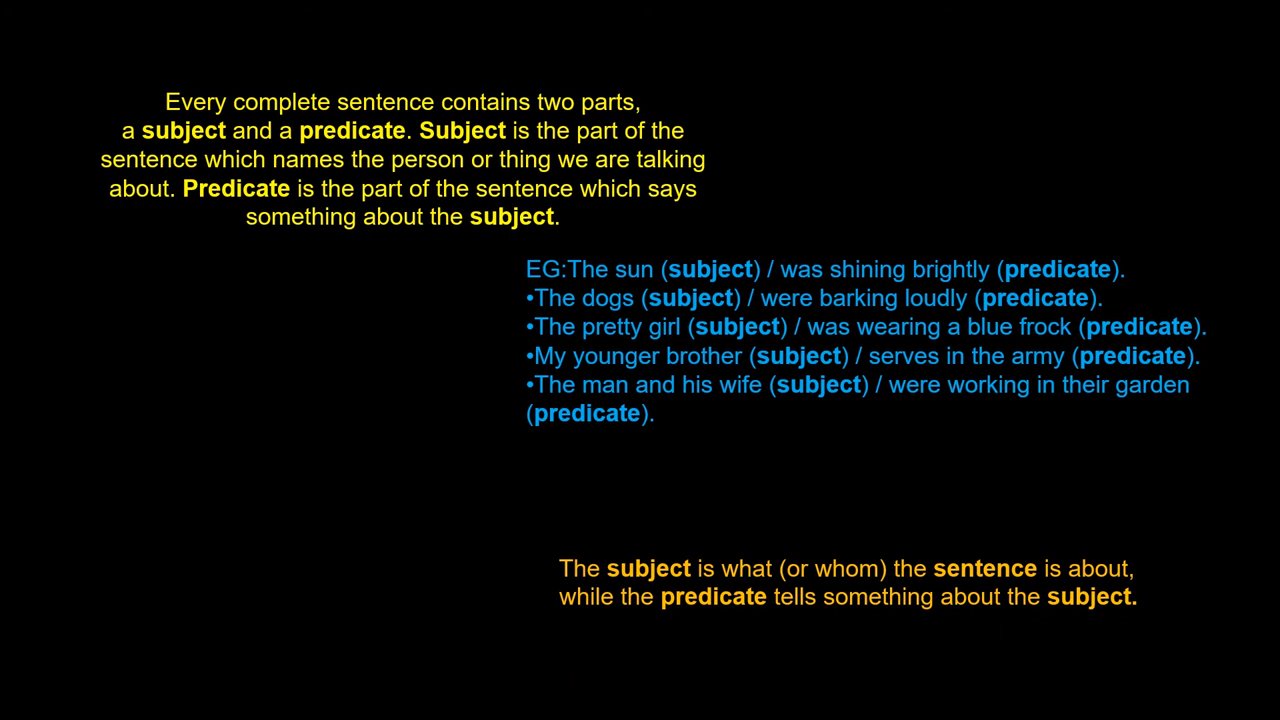 Every complete sentence contains two parts,
a subject and a predicate. Subject is the part of the
sentence which names the person or thing we are talking
about. Predicate is the part of the sentence which says
something about the subject.
EG:The sun (subject) / was shining brightly (predicate).
•The dogs (subject) / were barking loudly (predicate).
•The pretty girl (subject) / was wearing a blue frock (predicate).
•My younger brother (subject) / serves in the army (predicate).
•The man and his wife (subject) / were working in their garden
(predicate).
The subject is what (or whom) the sentence is about,
while the predicate tells something about the subject.